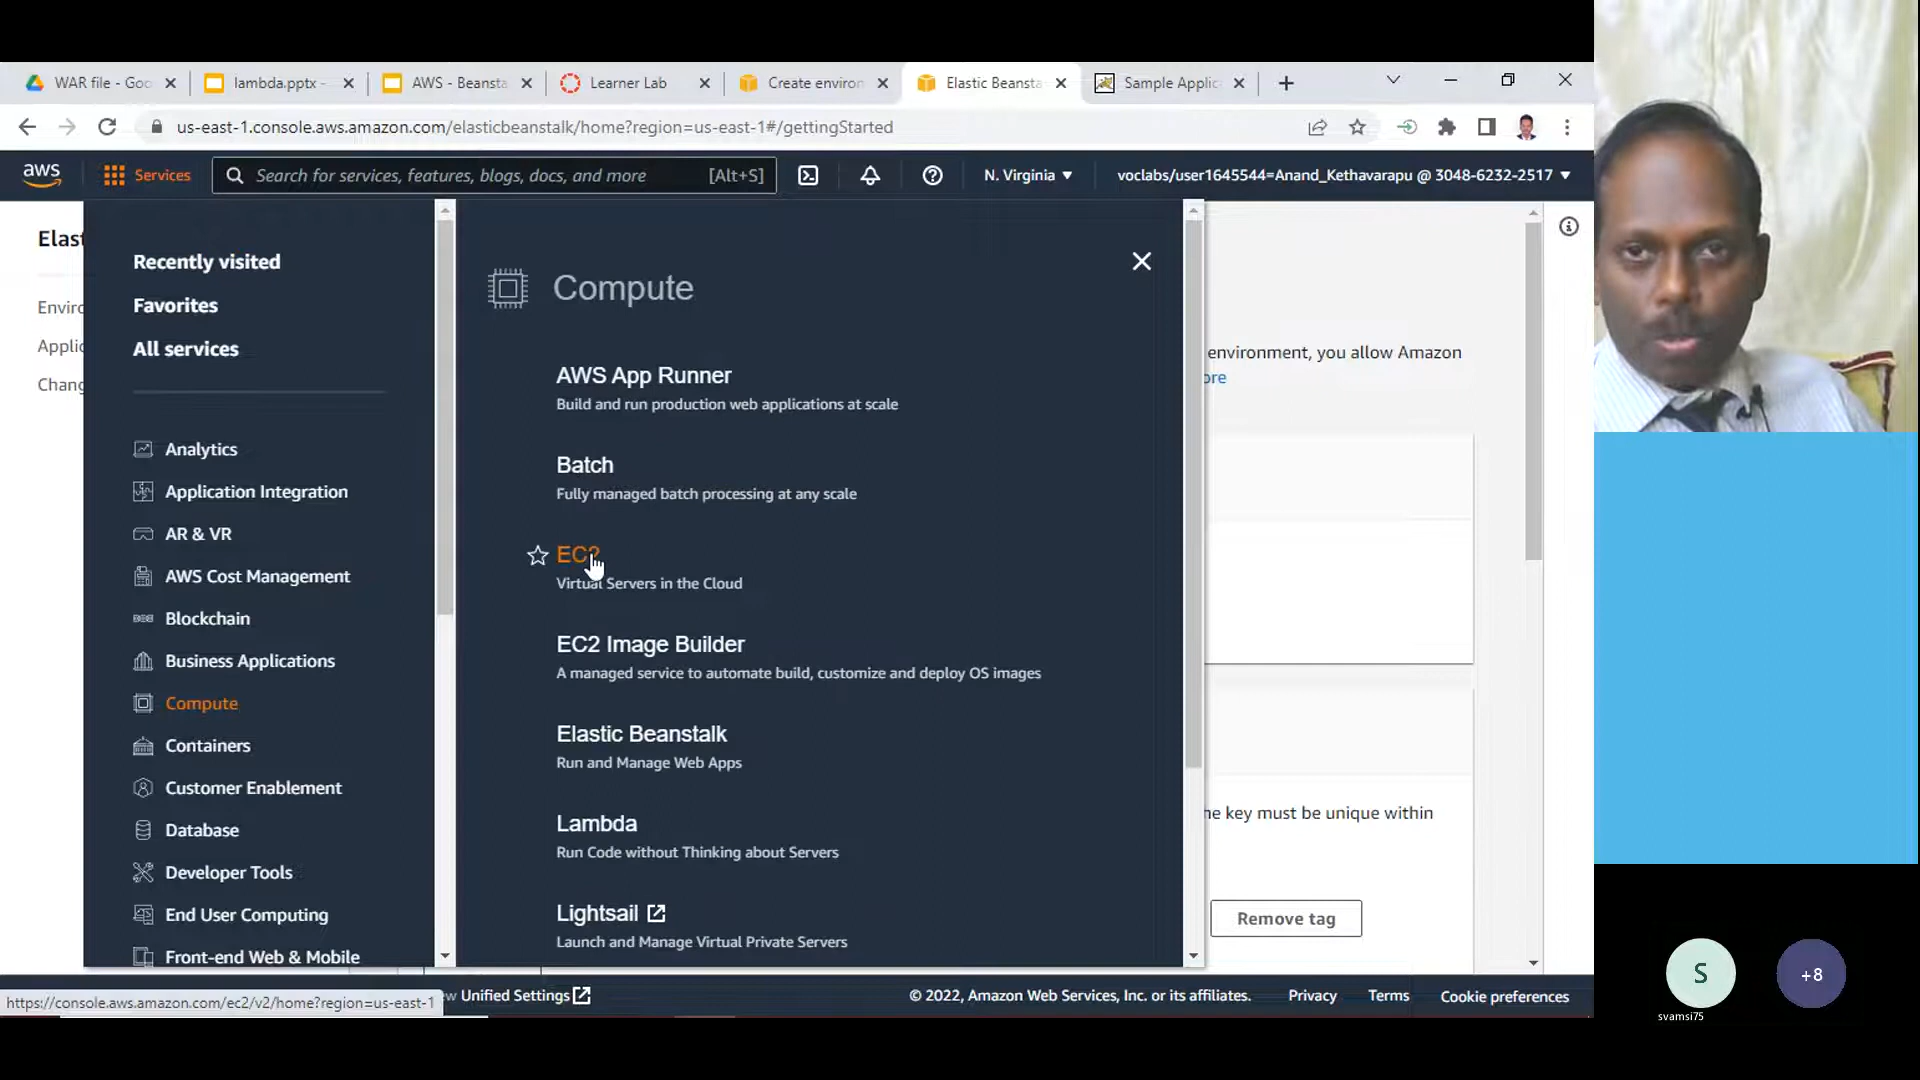 WAR file - Goo
lambda.pptx -
AWS - Beansta
Learner Lab
Create environ
Elastic Beansta
Sample Applic
us-east-1.console.aws.amazon.com/elasticbeanstalk/home?region=us-east-1#/gettingStarted
aws
Services
Search for services, features, blogs, docs, and more
[Alt+S]
N. Virginia
voclabs/user1645544=Anand_Kethavarapu @ 3048-6232-2517
Elast
Enviro
Applic
Chang
Recently visited
Favorites
All services
Analytics
Application Integration
AR & VR
AWS Cost Management
Blockchain
Business Applications
Compute
Containers
Customer Enablement
Database
Developer Tools
End User Computing
Front-end Web & Mobile
Compute
AWS App Runner
Build and run production web applications at scale
Batch
Fully managed batch processing at any scale
EC2
Virtual Servers in the Cloud
EC2 Image Builder
A managed service to automate build, customize and deploy OS images
Elastic Beanstalk
Run and Manage Web Apps
Lambda
Run Code without Thinking about Servers
Lightsail
Launch and Manage Virtual Private Servers
environment, you allow Amazon
ore
he key must be unique within
Remove tag
https://console.aws.amazon.com/ec2/v2/home?region=us-east-1
w Unified Settings
© 2022, Amazon Web Services, Inc. or its affiliates.
Privacy
Terms
Cookie preferences
S
+8
svamsi75